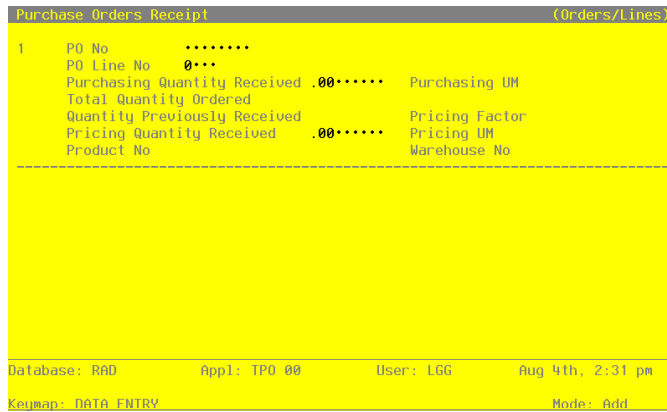 Purchase Orders Receipt (Orders/Lines)
1 PO No ••••••••
PO Line No 0•••
Purchasing Quantity Received .00•••••• Purchasing UM
Total Quantity Ordered
Quantity Previously Received Pricing Factor
Pricing Quantity Received .00•••••• Pricing UM
Product No Warehouse No
Database: RAD Appl: TPO 00 User: LGG Aug 4th, 2:31 pm
Keymap: DATA ENTRY Mode: Add